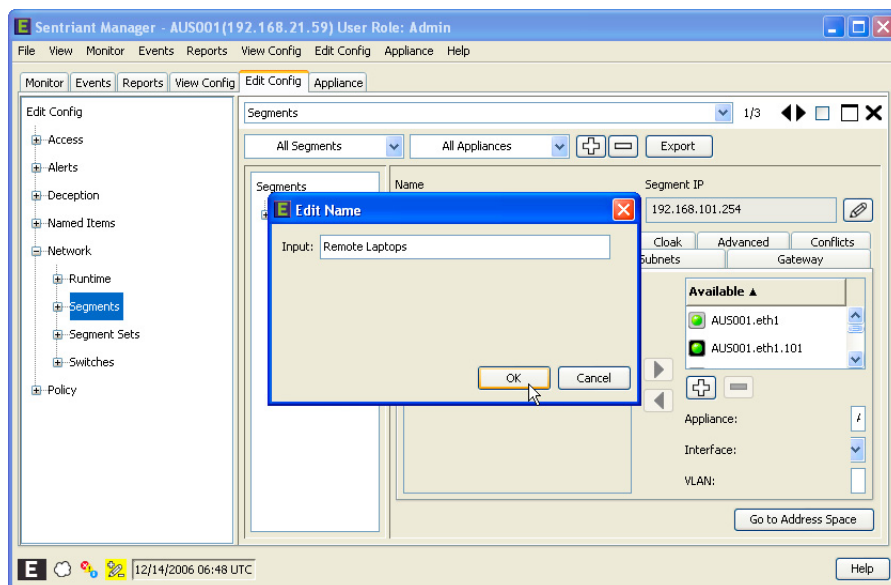 E Sentriant Manager - AUS001(192.168.21.59) User Role: Admin
File View Monitor Events Reports View Config Edit Config Appliance Help
Monitor Events Reports View Config Edit Config Appliance
Edit Config
Access
Alerts
Deception
Named Items
Network
Runtime
Segments
Segment Sets
Switches
Policy
Segments 1/3
All Segments All Appliances Export
Segments
Name
Segment IP
192.168.101.254
Cloak Advanced Conflicts
Subnets Gateway
E Edit Name
Input: Remote Laptops
OK Cancel
Available
AUS001.eth1
AUS001.eth1.101
Appliance:
Interface:
VLAN:
Go to Address Space
E 12/14/2006 06:48 UTC Help